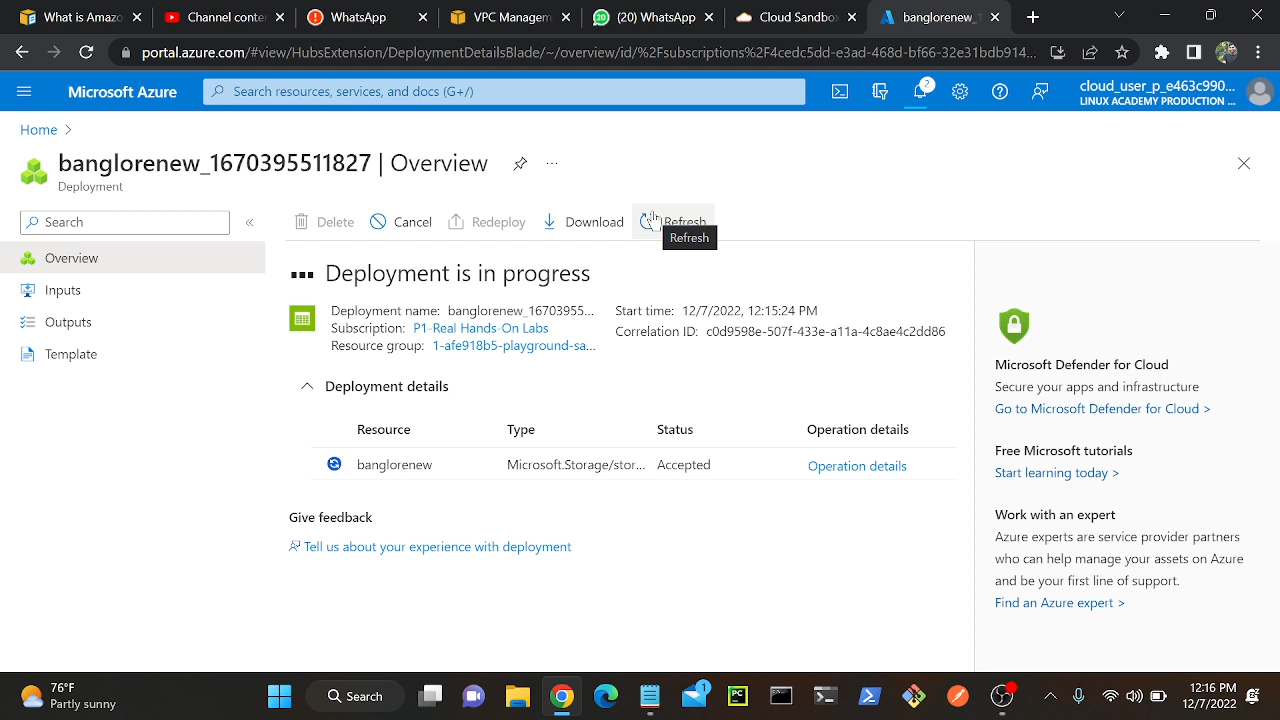 What is Amazo
Channel conte
WhatsApp
VPC Managem
(20) WhatsApp
Cloud Sandbo
banglorenew_1
portal.azure.com/#view/HubsExtension/DeploymentDetailsBlade/~/overview/id/%2Fsubscriptions%2F4cedc5dd-e3ad-468d-bf66-32e31bdb914...
Microsoft Azure
Search resources, services, and docs (G+/)
2
cloud_user_p_e463c990...
LINUX ACADEMY PRODUCTION ...
Home >
banglorenew_1670395511827 | Overview
Deployment
Search
Delete
Cancel
Redeploy
Download
Refresh
Refresh
Overview
Inputs
Outputs
Template
Deployment is in progress
Deployment name: banglorenew_16703955...
Subscription: P1-Real Hands-On Labs
Resource group: 1-afe918b5-playground-sa...
Start time: 12/7/2022, 12:15:24 PM
Correlation ID: c0d9598e-507f-433e-a11a-4c8ae4c2dd86
Deployment details
Resource Type Status Operation details
banglorenew Microsoft.Storage/stor... Accepted Operation details
Give feedback
Tell us about your experience with deployment
Microsoft Defender for Cloud
Secure your apps and infrastructure
Go to Microsoft Defender for Cloud >
Free Microsoft tutorials
Start learning today >
Work with an expert
Azure experts are service provider partners
who can help manage your assets on Azure
and be your first line of support.
Find an Azure expert >
76°F
Partly sunny
Search
1
PC
12:16 PM
12/7/2022